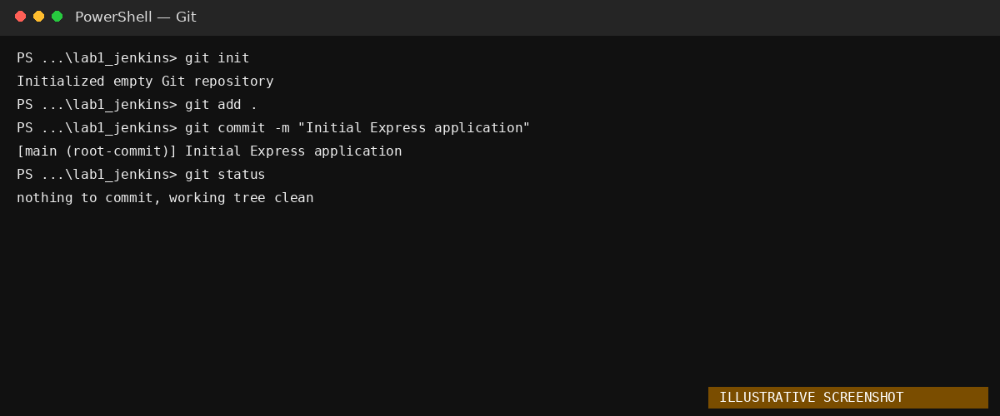 PowerShell — Git
PS ...\lab1_jenkins> git init
Initialized empty Git repository
PS ...\lab1_jenkins> git add .
PS ...\lab1_jenkins> git commit -m "Initial Express application"
[main (root-commit)] Initial Express application
PS ...\lab1_jenkins> git status
nothing to commit, working tree clean
ILLUSTRATIVE SCREENSHOT